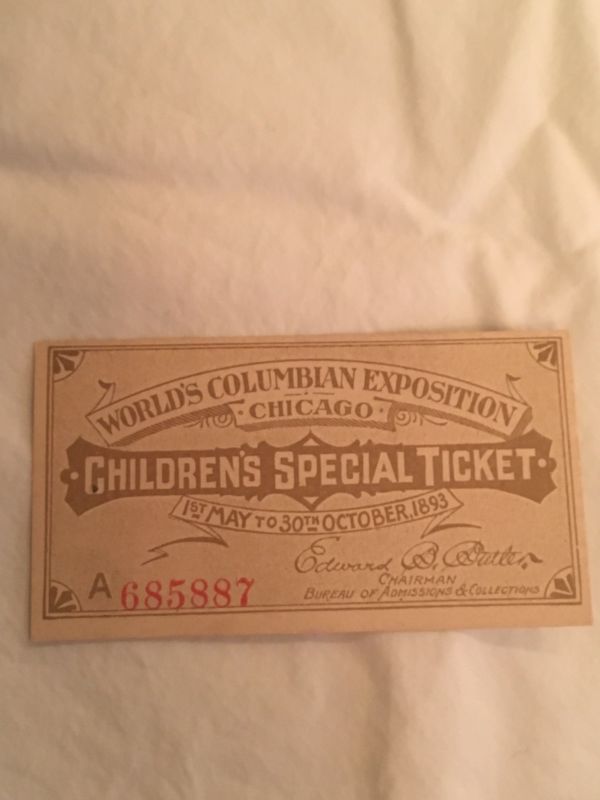 WORLD'S COLUMBIAN EXPOSITION
· CHICAGO ·
· CHILDREN'S SPECIAL TICKET ·
1ST MAY TO 30TH OCTOBER, 1893
Edward B. Butler
CHAIRMAN
BUREAU OF ADMISSIONS & COLLECTIONS
A 685887